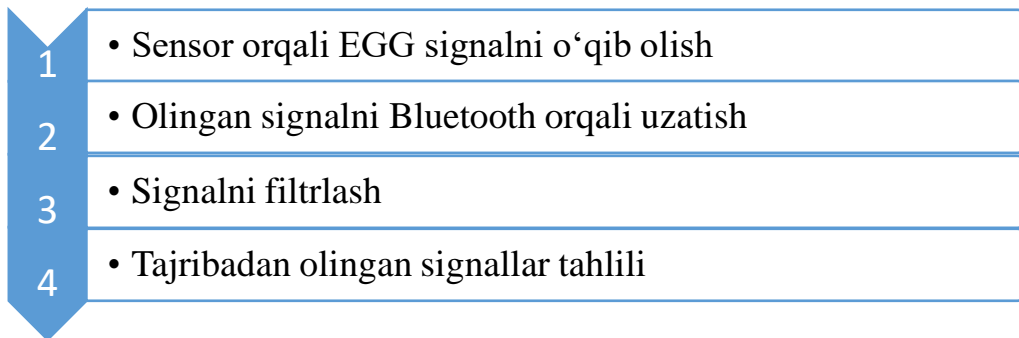 1 • Sensor orqali EGG signalni o‘qib olish
2 • Olingan signalni Bluetooth orqali uzatish
3 • Signalni filtrlash
4 • Tajribadan olingan signallar tahlili